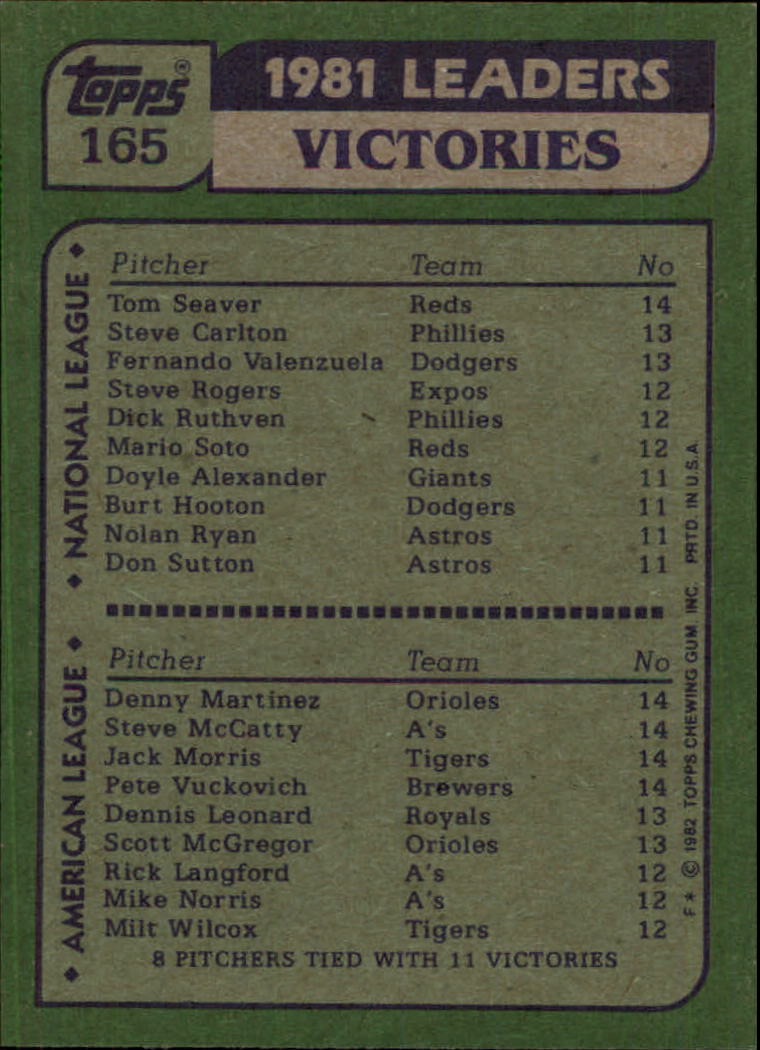 topps®
165
1981 LEADERS
VICTORIES
• NATIONAL LEAGUE •
Pitcher Team No
Tom Seaver Reds 14
Steve Carlton Phillies 13
Fernando Valenzuela Dodgers 13
Steve Rogers Expos 12
Dick Ruthven Phillies 12
Mario Soto Reds 12
Doyle Alexander Giants 11
Burt Hooton Dodgers 11
Nolan Ryan Astros 11
Don Sutton Astros 11
• AMERICAN LEAGUE •
Pitcher Team No
Denny Martinez Orioles 14
Steve McCatty A's 14
Jack Morris Tigers 14
Pete Vuckovich Brewers 14
Dennis Leonard Royals 13
Scott McGregor Orioles 13
Rick Langford A's 12
Mike Norris A's 12
Milt Wilcox Tigers 12
8 PITCHERS TIED WITH 11 VICTORIES
F* © 1982 TOPPS CHEWING GUM, INC. PRTD. IN U.S.A.